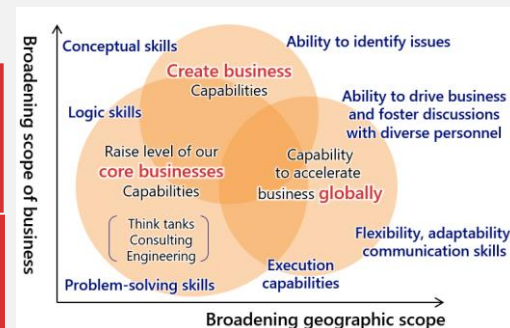 Broadening scope of business
Conceptual skills
Ability to identify issues
Create business
Capabilities
Logic skills
Ability to drive business
and foster discussions
with diverse personnel
Raise level of our
core businesses
Capabilities
Capability
to accelerate
business globally
Think tanks
Consulting
Engineering
Flexibility, adaptability
communication skills
Problem-solving skills
Execution
capabilities
Broadening geographic scope